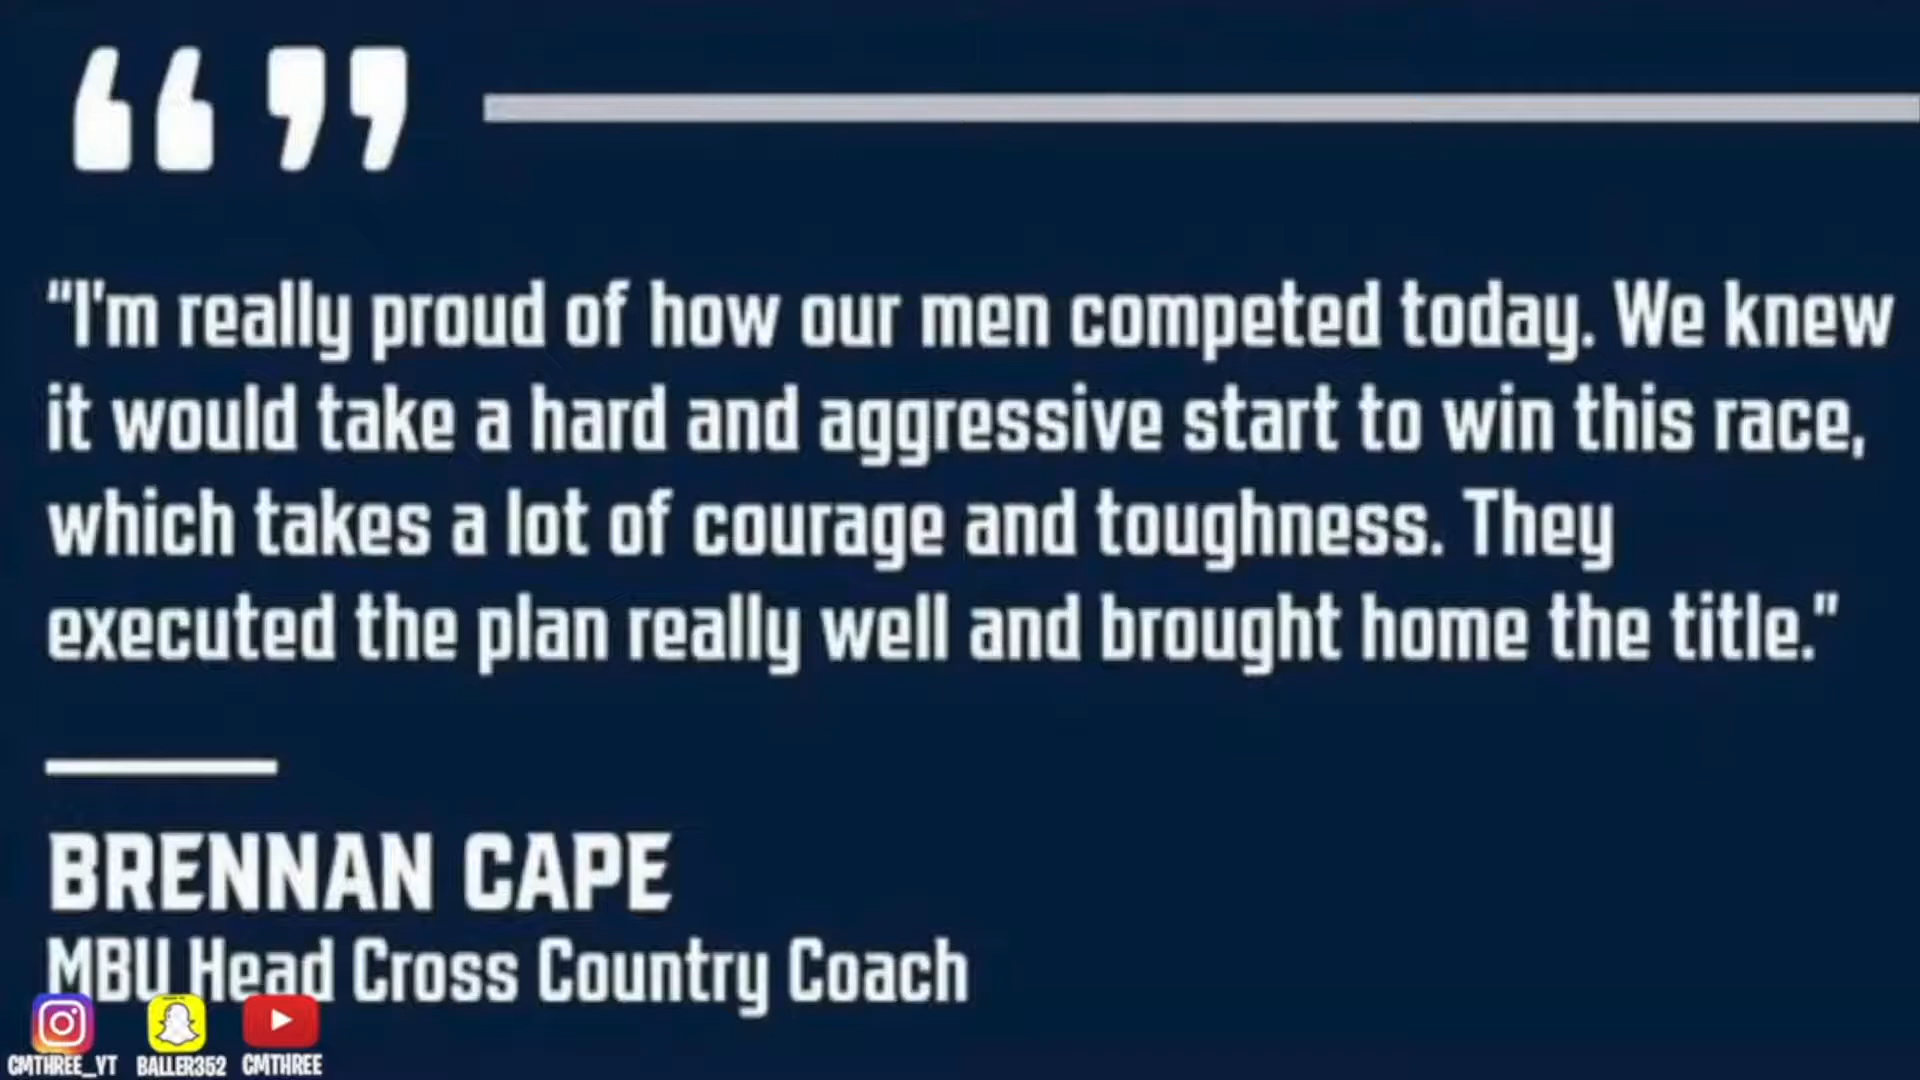 “ ”
“I'm really proud of how our men competed today. We knew
it would take a hard and aggressive start to win this race,
which takes a lot of courage and toughness. They
executed the plan really well and brought home the title.”
BRENNAN CAPE
MBU Head Cross Country Coach
CMTHREE_YT BALLER352 CMTHREE